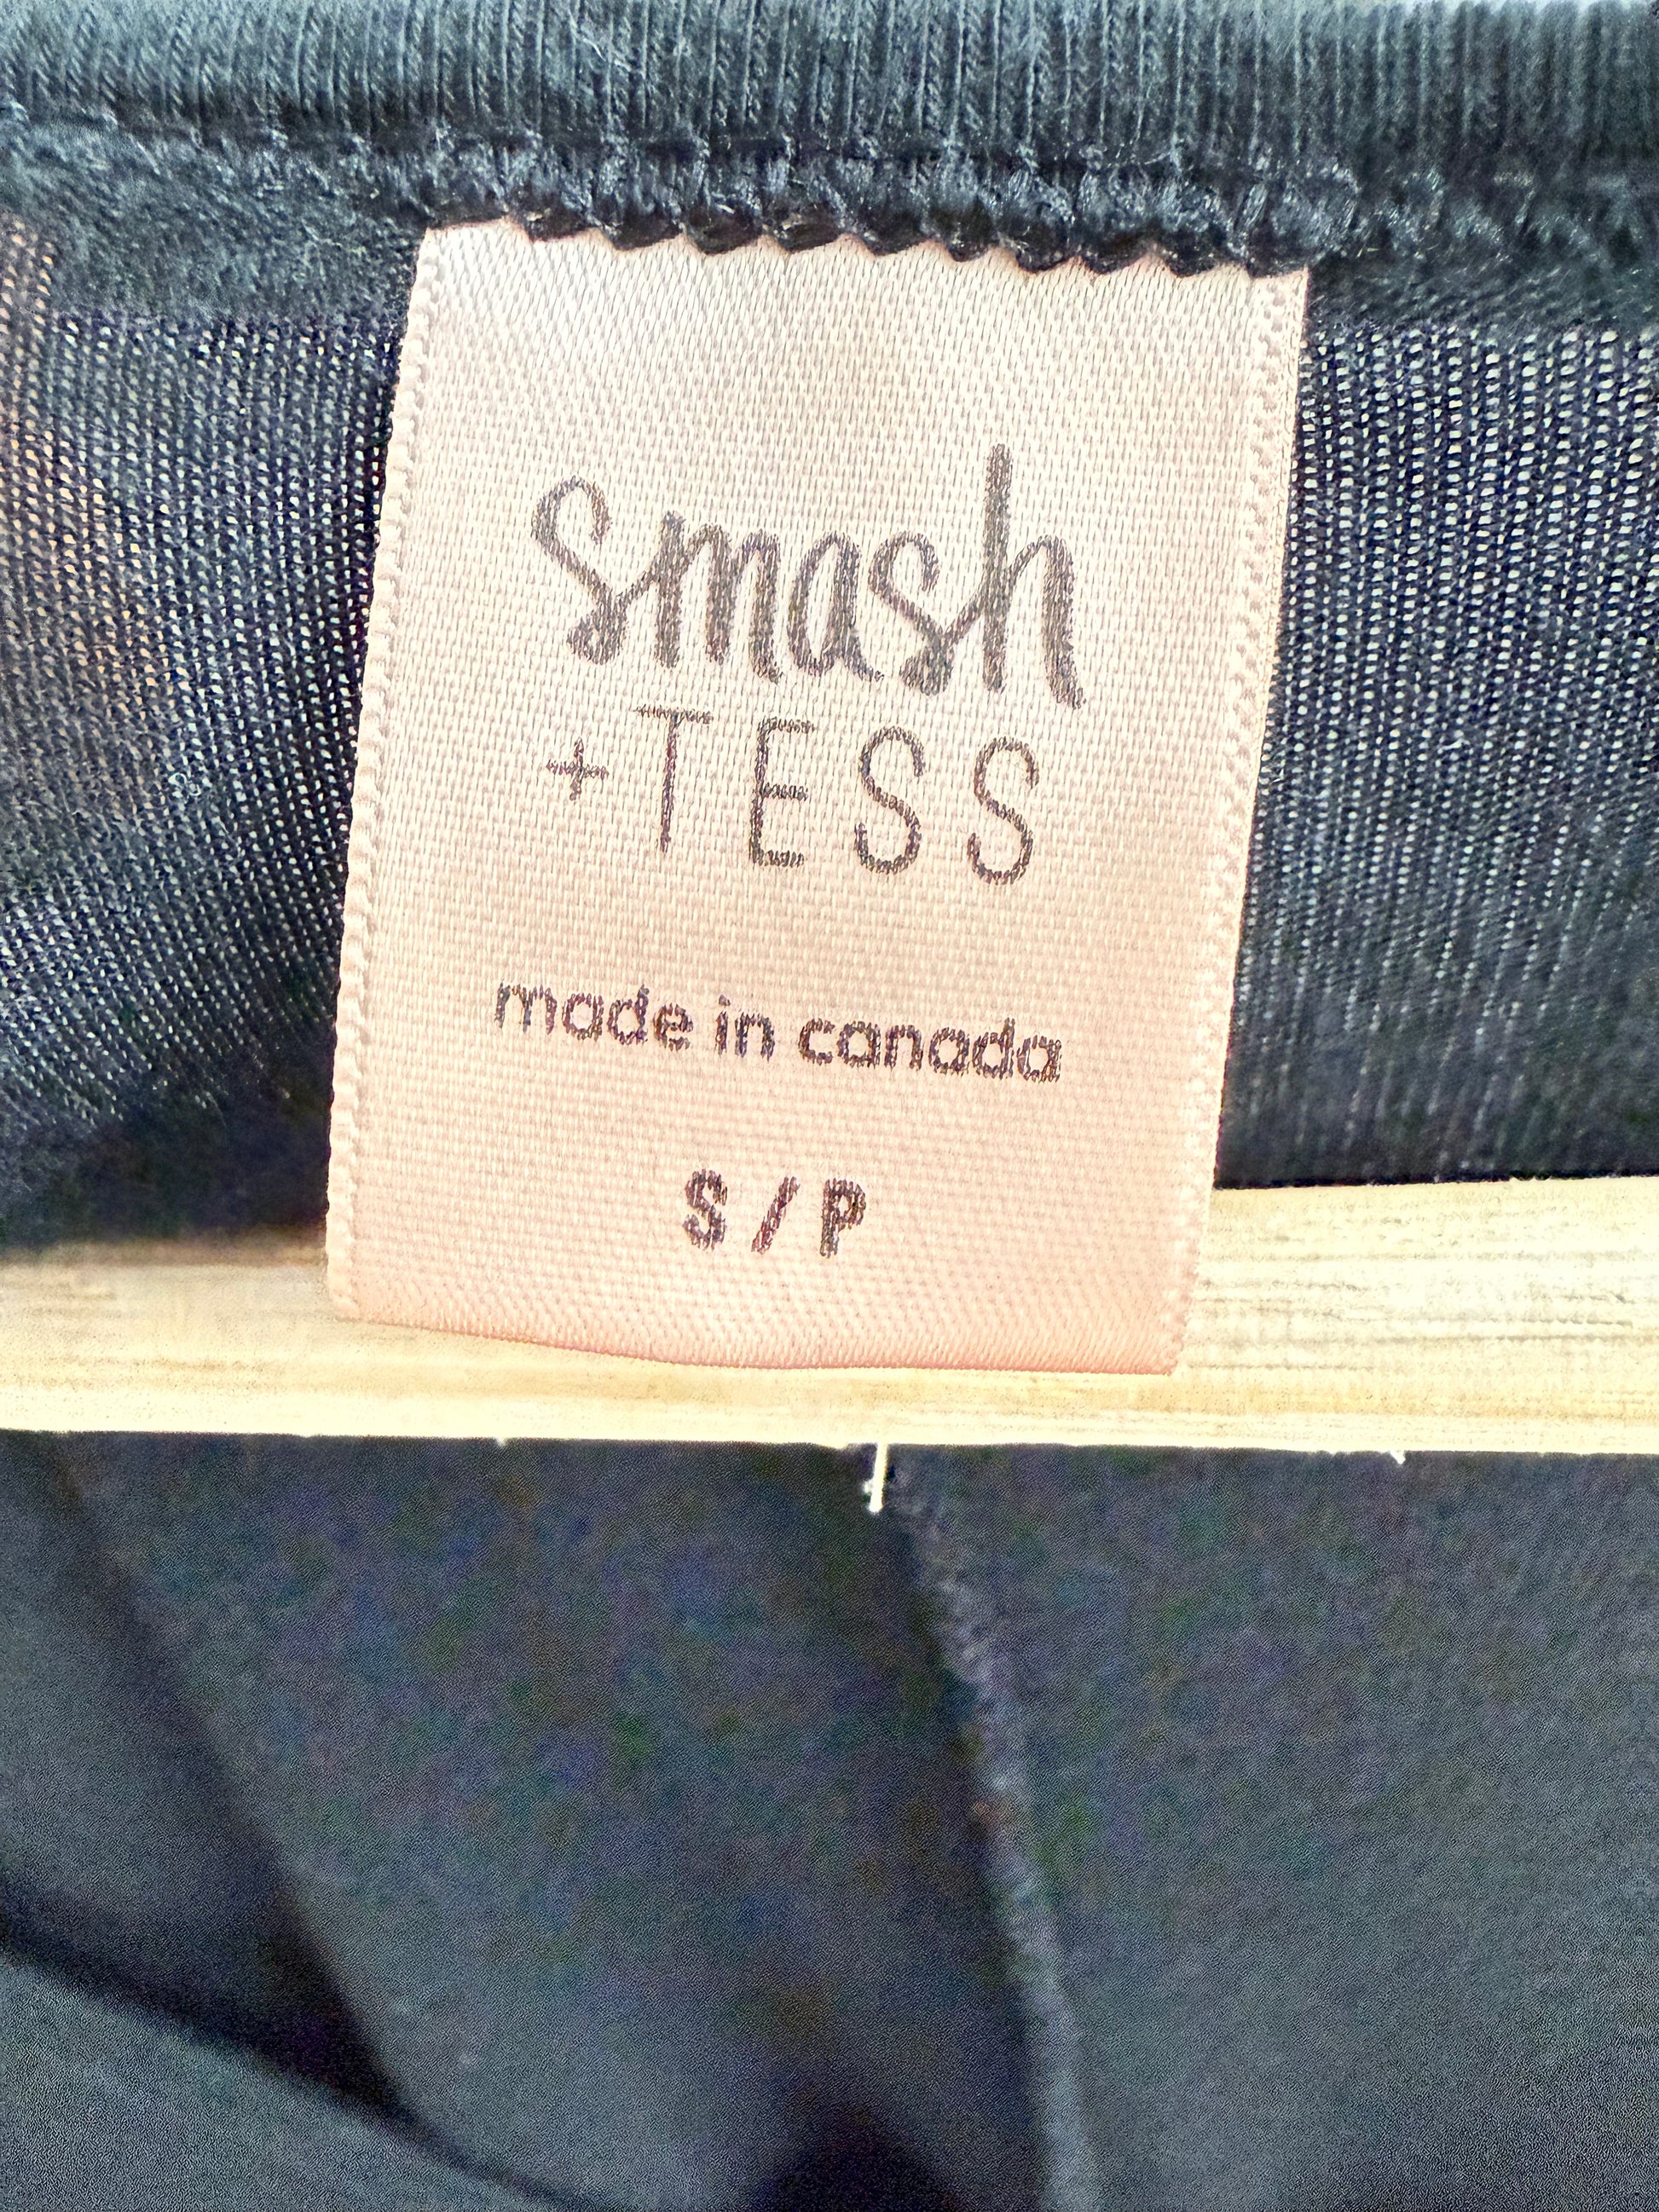 smash
+TESS
made in canada
S/P